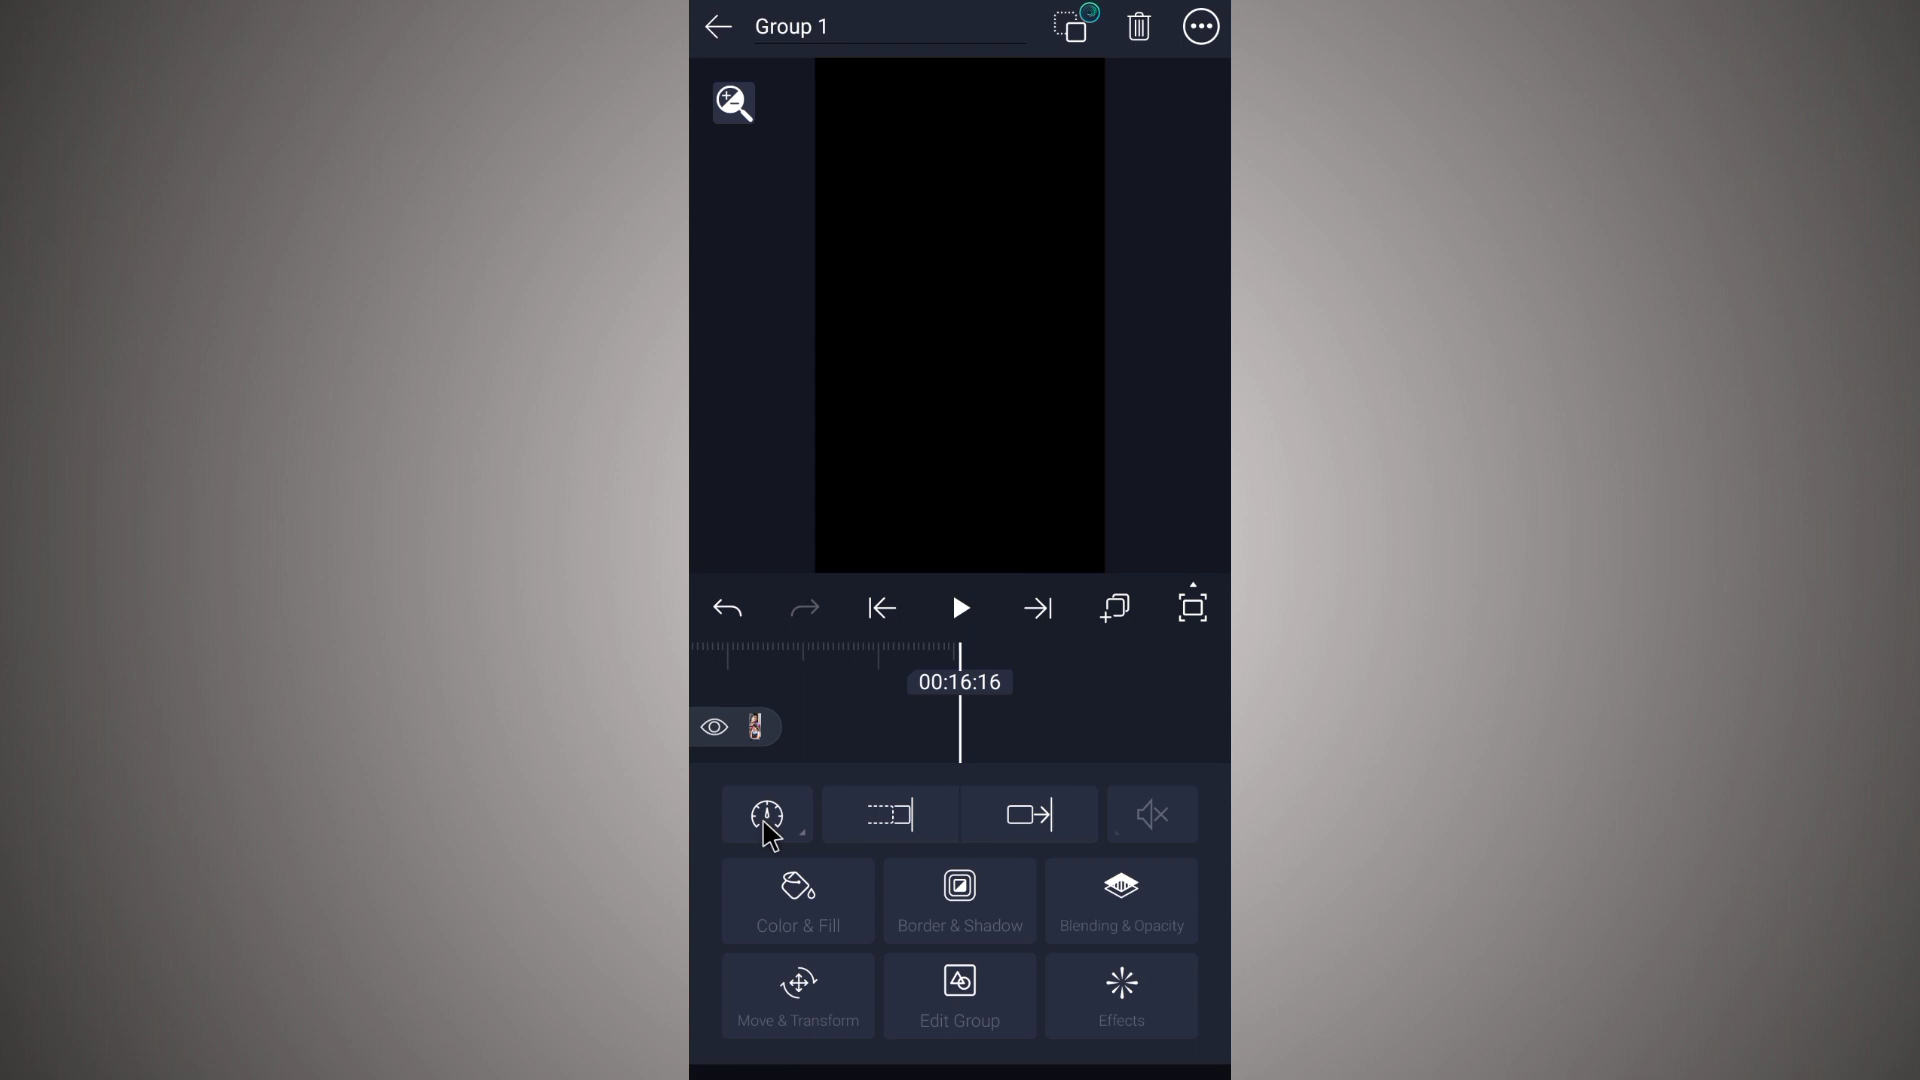 Group 1
00:16:16
Color & Fill
Border & Shadow
Blending & Opacity
Move & Transform
Edit Group
Effects